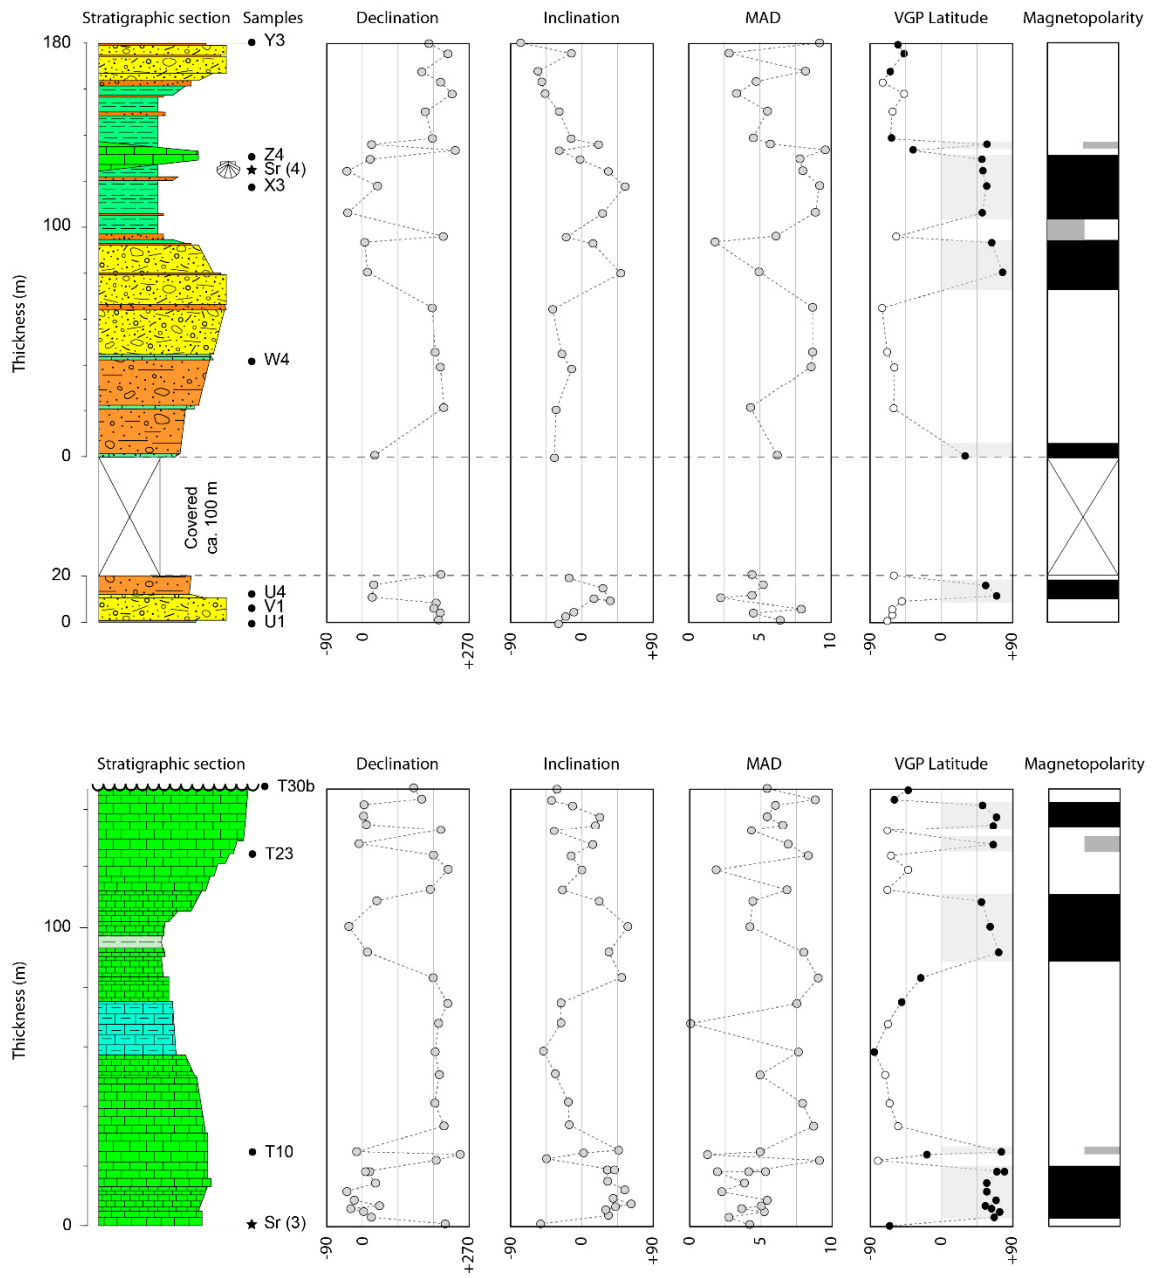 Stratigraphic section Samples Declination Inclination MAD VGP Latitude Magnetopolarity
180
Y3
Z4
Sr (4)
X3
100
W4
Thickness (m)
0
Covered
ca. 100 m
20
U4
V1
U1
0
-90 0 +270 -90 0 +90 0 5 10 -90 0 +90
Stratigraphic section Declination Inclination MAD VGP Latitude Magnetopolarity
T30b
T23
100
Thickness (m)
T10
0
Sr (3)
-90 0 +270 -90 0 +90 0 5 10 -90 0 +90